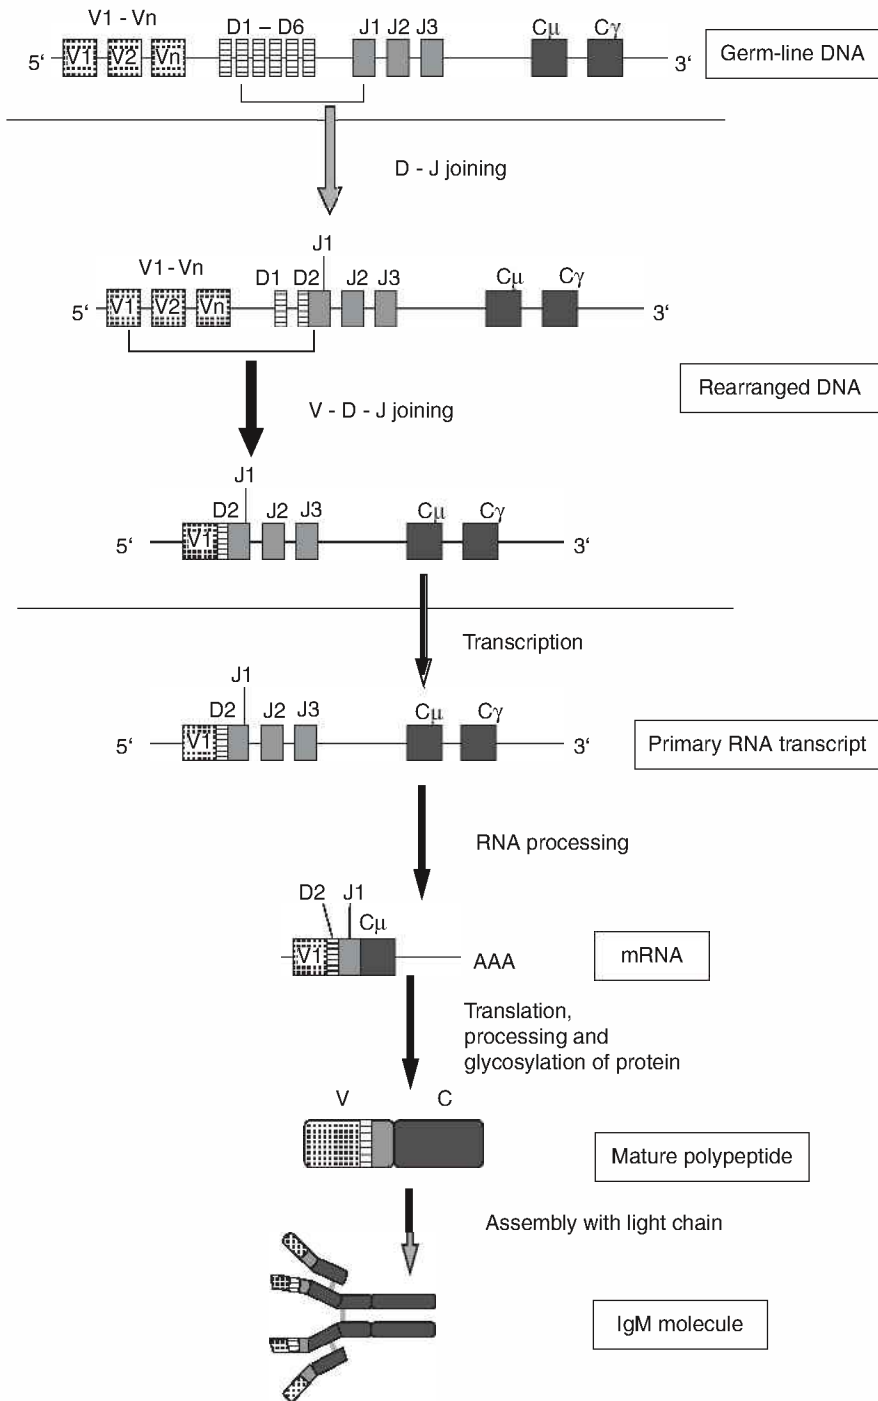 V1 - Vn
D1 – D6
J1 J2 J3
Cμ
Cγ
5‘
V1
V2
Vn
3‘
Germ-line DNA
D - J joining
J1
V1 - Vn
D1
D2
J2
J3
Cμ
Cγ
5‘
V1
V2
Vn
3‘
Rearranged DNA
V - D - J joining
J1
D2
J2
J3
Cμ
Cγ
5‘
V1
3‘
Transcription
J1
D2
J2
J3
Cμ
Cγ
5‘
V1
3‘
Primary RNA transcript
RNA processing
D2
J1
Cμ
V1
AAA
mRNA
Translation,
processing and
glycosylation of protein
V
C
Mature polypeptide
Assembly with light chain
IgM molecule